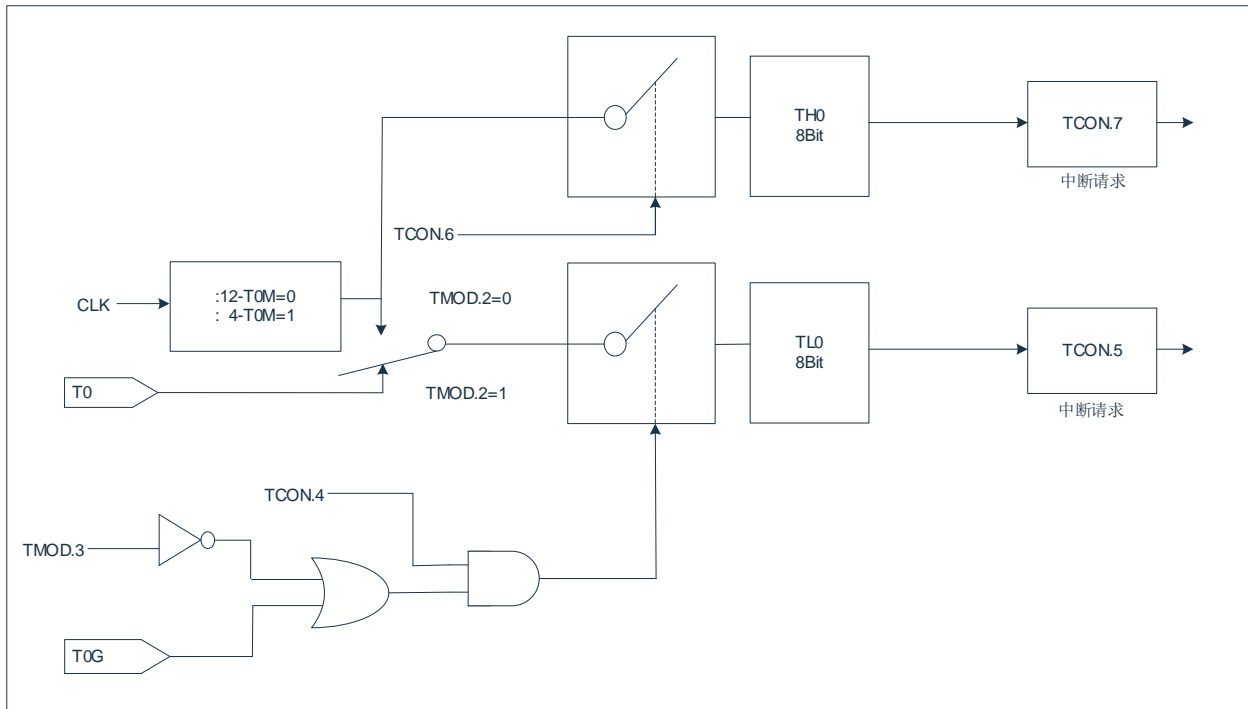 TH0
8Bit
TCON.7
中断请求
TCON.6
CLK
:12-T0M=0
: 4-T0M=1
TMOD.2=0
TL0
8Bit
TCON.5
中断请求
T0
TMOD.2=1
TCON.4
TMOD.3
T0G